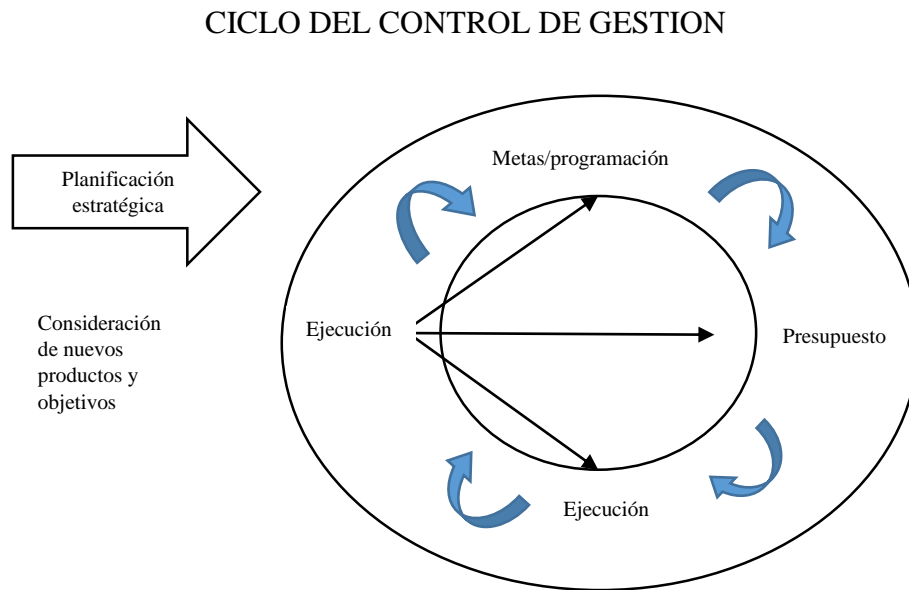 CICLO DEL CONTROL DE GESTION
Planificación
estratégica
Metas/programación
Consideración
de nuevos
productos y
objetivos
Ejecución
Presupuesto
Ejecución